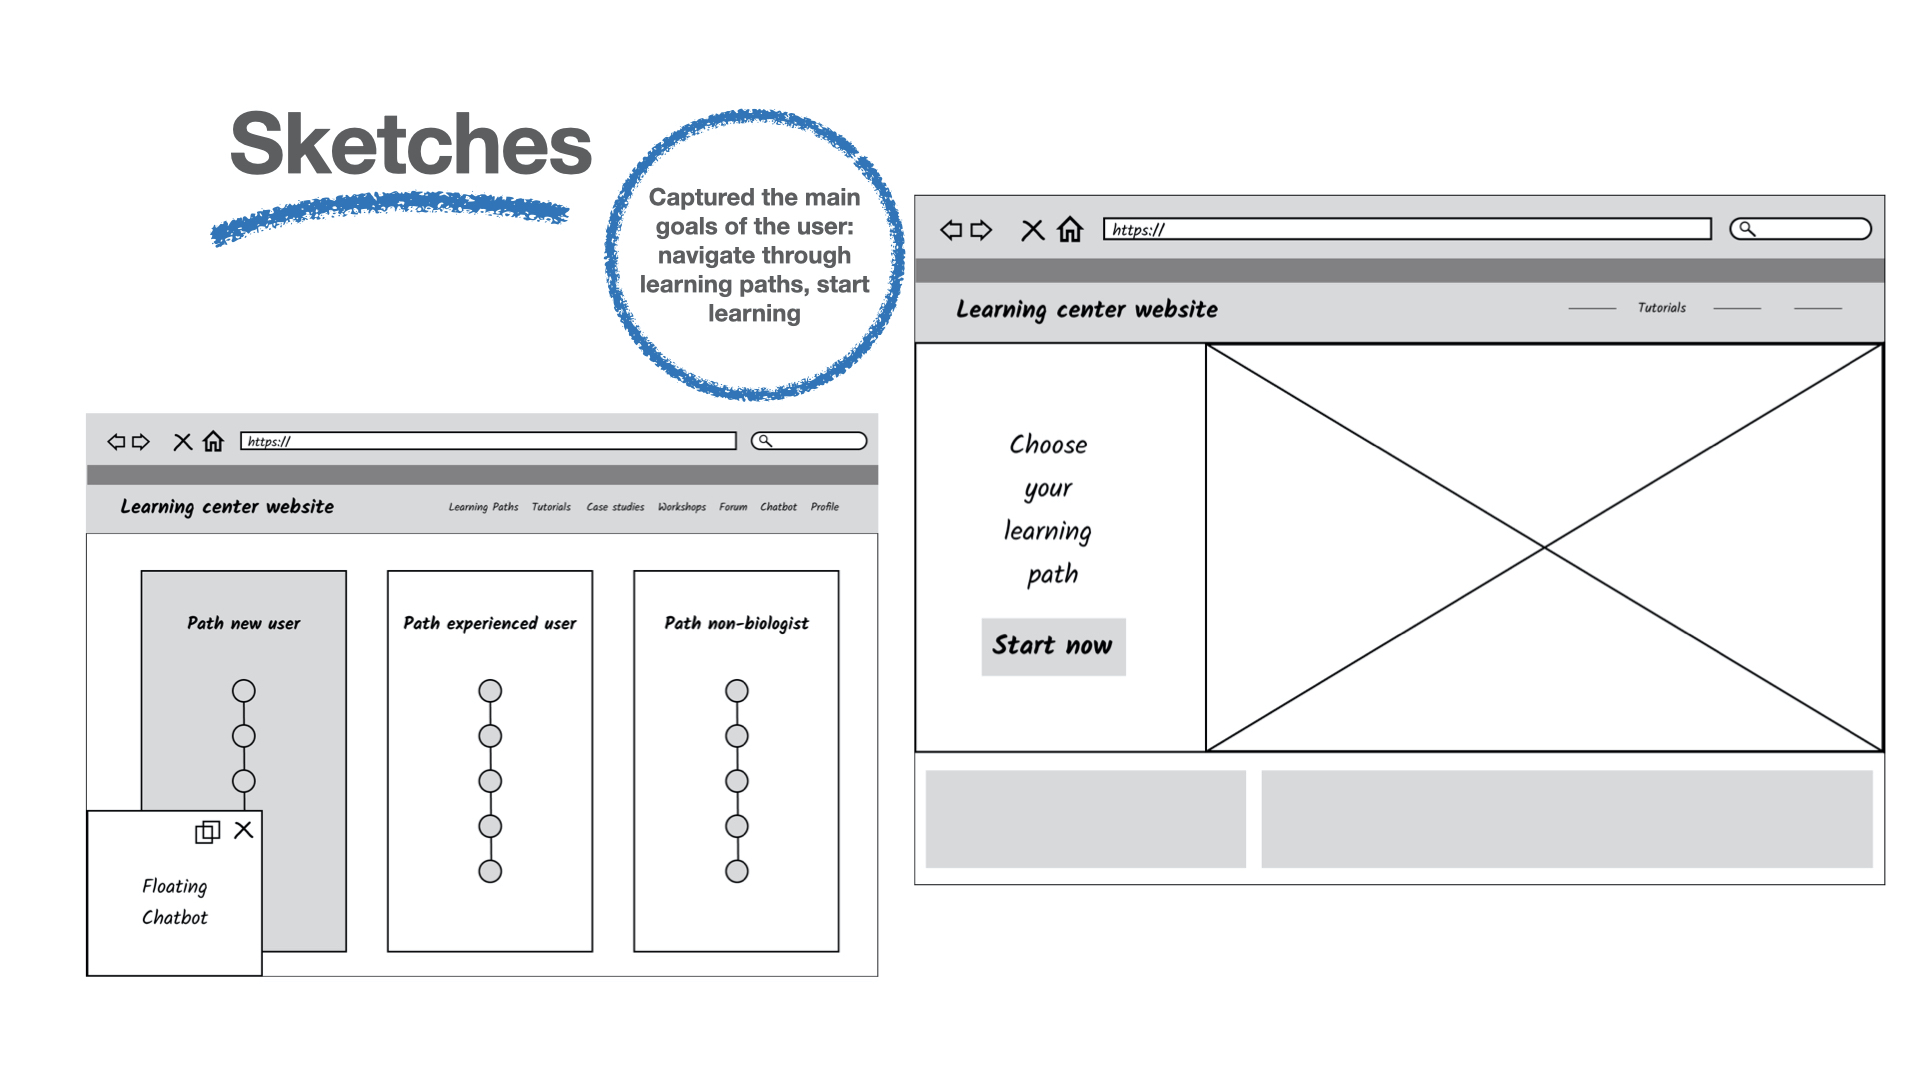 Sketches
Captured the main
goals of the user:
navigate through
learning paths, start
learning
https://
Learning center website
Learning Paths Tutorials Case studies Workshops Forum Chatbot Profile
Path new user
Path experienced user
Path non-biologist
Floating
Chatbot
https://
Learning center website
Tutorials
Choose
your
learning
path
Start now